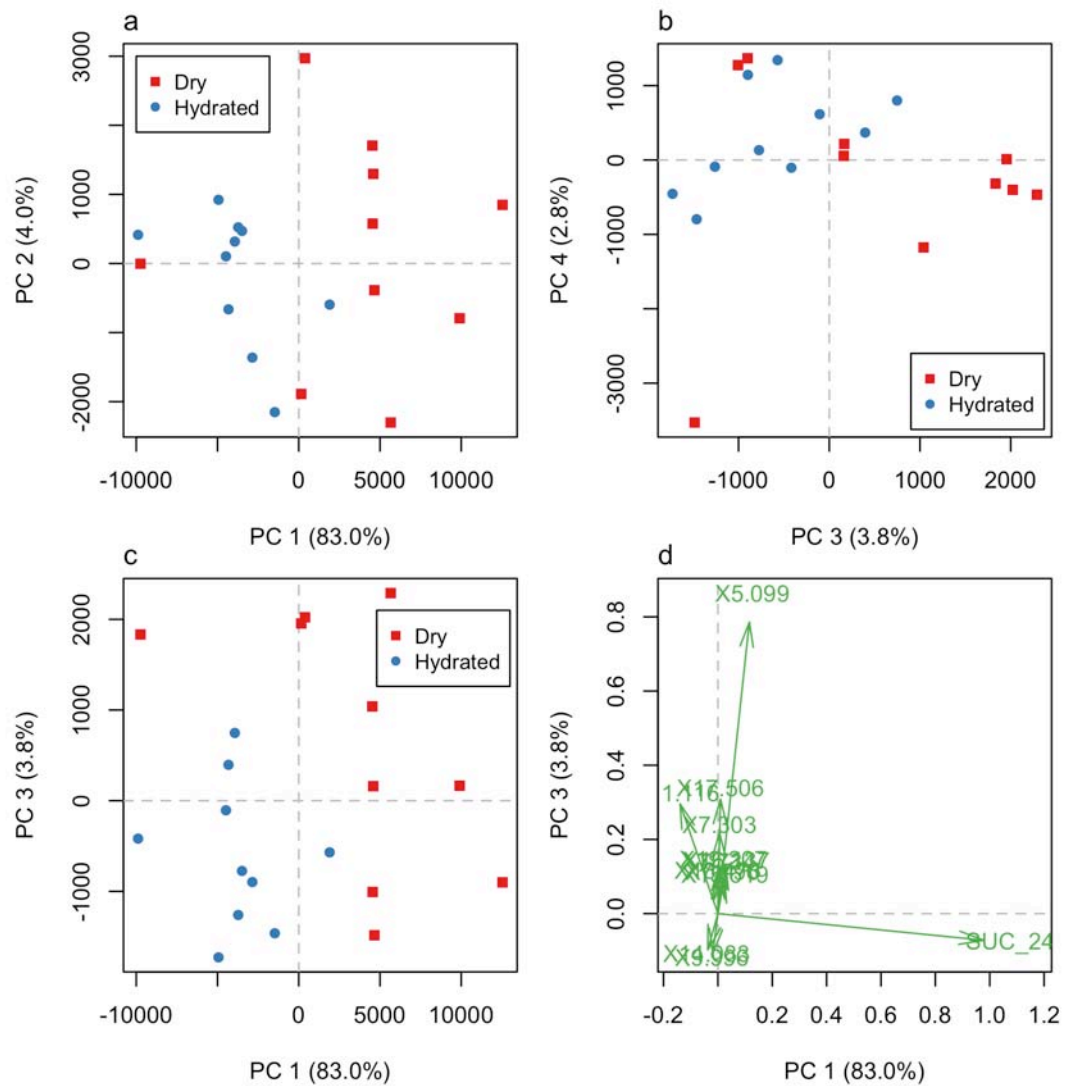 a
3000
1000
0
-2000
PC 2 (4.0%)
Dry
Hydrated
-10000
0
5000
10000
PC 1 (83.0%)
b
1000
0
-1000
-3000
PC 4 (2.8%)
Dry
Hydrated
-1000
0
1000
2000
PC 3 (3.8%)
c
2000
1000
0
-1000
PC 3 (3.8%)
Dry
Hydrated
-10000
0
5000
10000
PC 1 (83.0%)
d
0.8
0.6
0.4
0.2
0.0
PC 3 (3.8%)
X5.099
X17.506
1.116
X7.303
SUC_24
-0.2
0.2
0.4
0.6
0.8
1.0
1.2
PC 1 (83.0%)